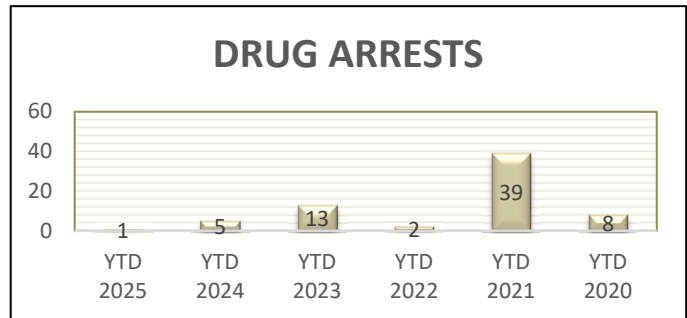 DRUG ARRESTS
60
40
20
0
1
5
13
2
39
8
YTD 2025
YTD 2024
YTD 2023
YTD 2022
YTD 2021
YTD 2020